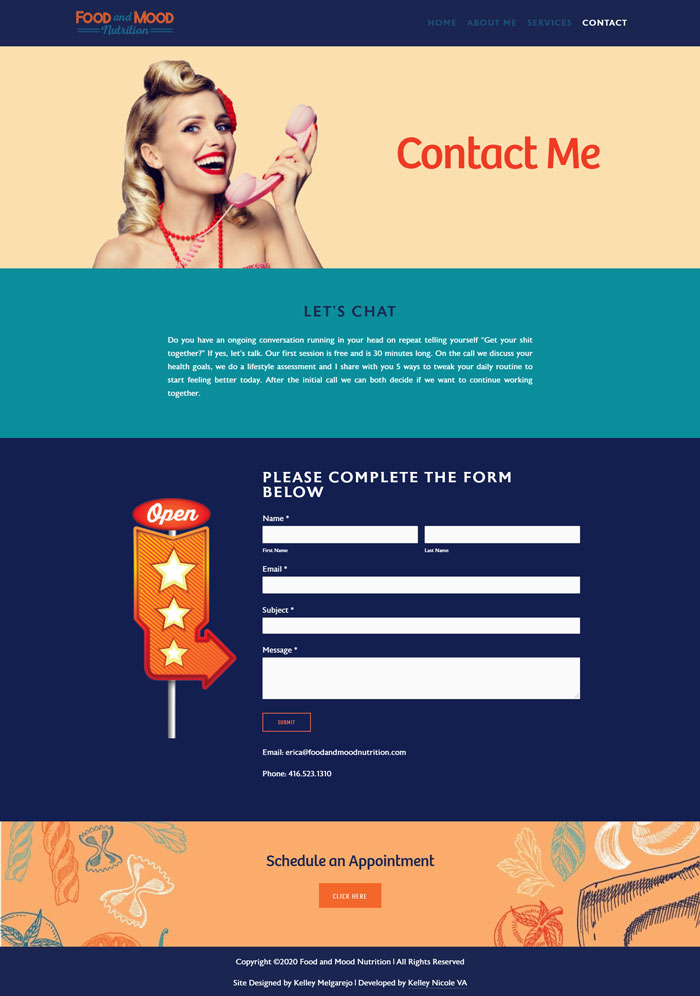 FOOD and MOOD
Nutrition
HOME ABOUT ME SERVICES CONTACT
Contact Me
LET'S CHAT
Do you have an ongoing conversation running in your head on repeat telling yourself "Get your shit
together?" If yes, let's talk. Our first session is free and is 30 minutes long. On the call we discuss your
health goals, we do a lifestyle assessment and I share with you 5 ways to tweak your daily routine to
start feeling better today. After the initial call we can both decide if we want to continue working
together.
PLEASE COMPLETE THE FORM
BELOW
Open
Name *
First Name Last Name
Email *
Subject *
Message *
SUBMIT
Email: erica@foodandmoodnutrition.com
Phone: 416.523.1310
Schedule an Appointment
CLICK HERE
Copyright ©2020 Food and Mood Nutrition | All Rights Reserved
Site Designed by Kelley Melgarejo | Developed by Kelley Nicole VA